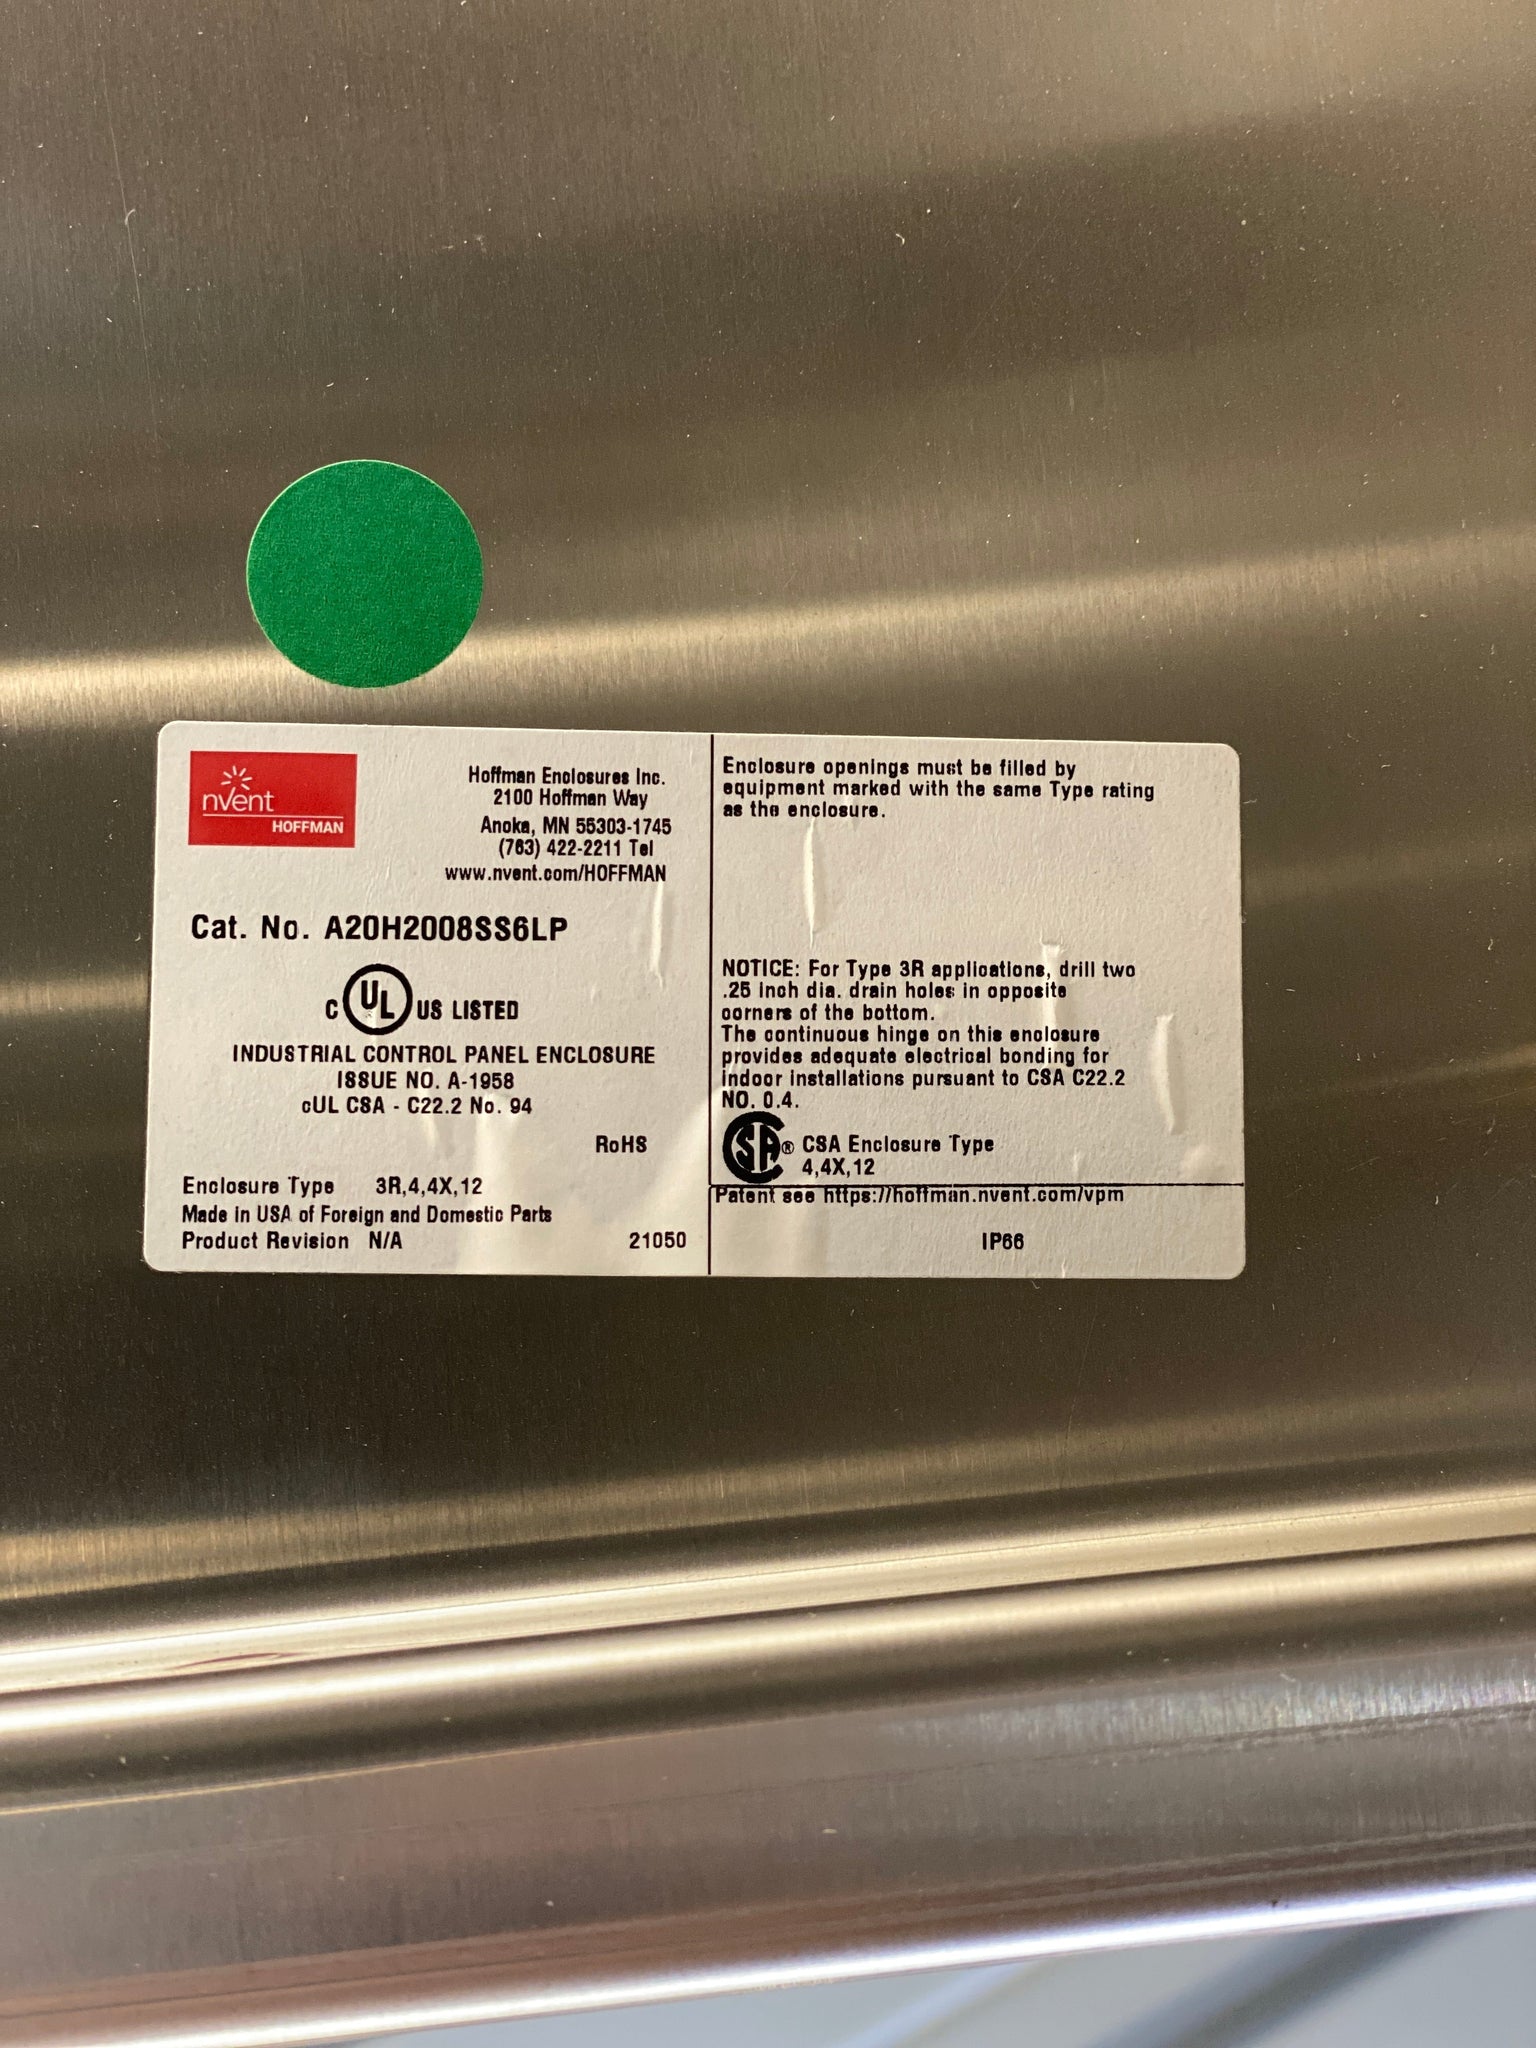 nVent
HOFFMAN
Hoffman Enclosures Inc.
2100 Hoffman Way
Anoka, MN 55303-1745
(763) 422-2211 Tel
www.nvent.com/HOFFMAN
Cat. No. A20H2008SS6LP
C UL US LISTED
INDUSTRIAL CONTROL PANEL ENCLOSURE
ISSUE NO. A-1958
cUL CSA - C22.2 No. 94
RoHS
Enclosure Type 3R,4,4X,12
Made in USA of Foreign and Domestic Parts
Product Revision N/A 21050
Enclosure openings must be filled by
equipment marked with the same Type rating
as the enclosure.
NOTICE: For Type 3R applications, drill two
.25 inch dia. drain holes in opposite
corners of the bottom.
The continuous hinge on this enclosure
provides adequate electrical bonding for
indoor installations pursuant to CSA C22.2
NO. 0.4.
CSA ® CSA Enclosure Type
4,4X,12
Patent see https://hoffman.nvent.com/vpm
IP66